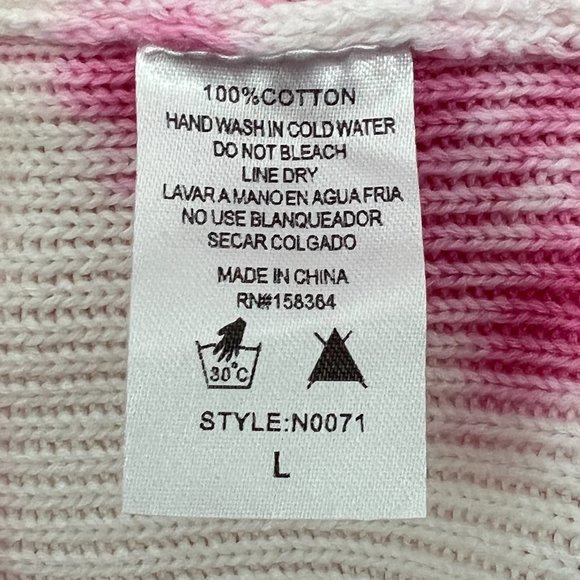 100%COTTON
HAND WASH IN COLD WATER
DO NOT BLEACH
LINE DRY
LAVAR A MANO EN AGUA FRIA
NO USE BLANQUEADOR
SECAR COLGADO
MADE IN CHINA
RN#158364
30°C
STYLE:N0071
L